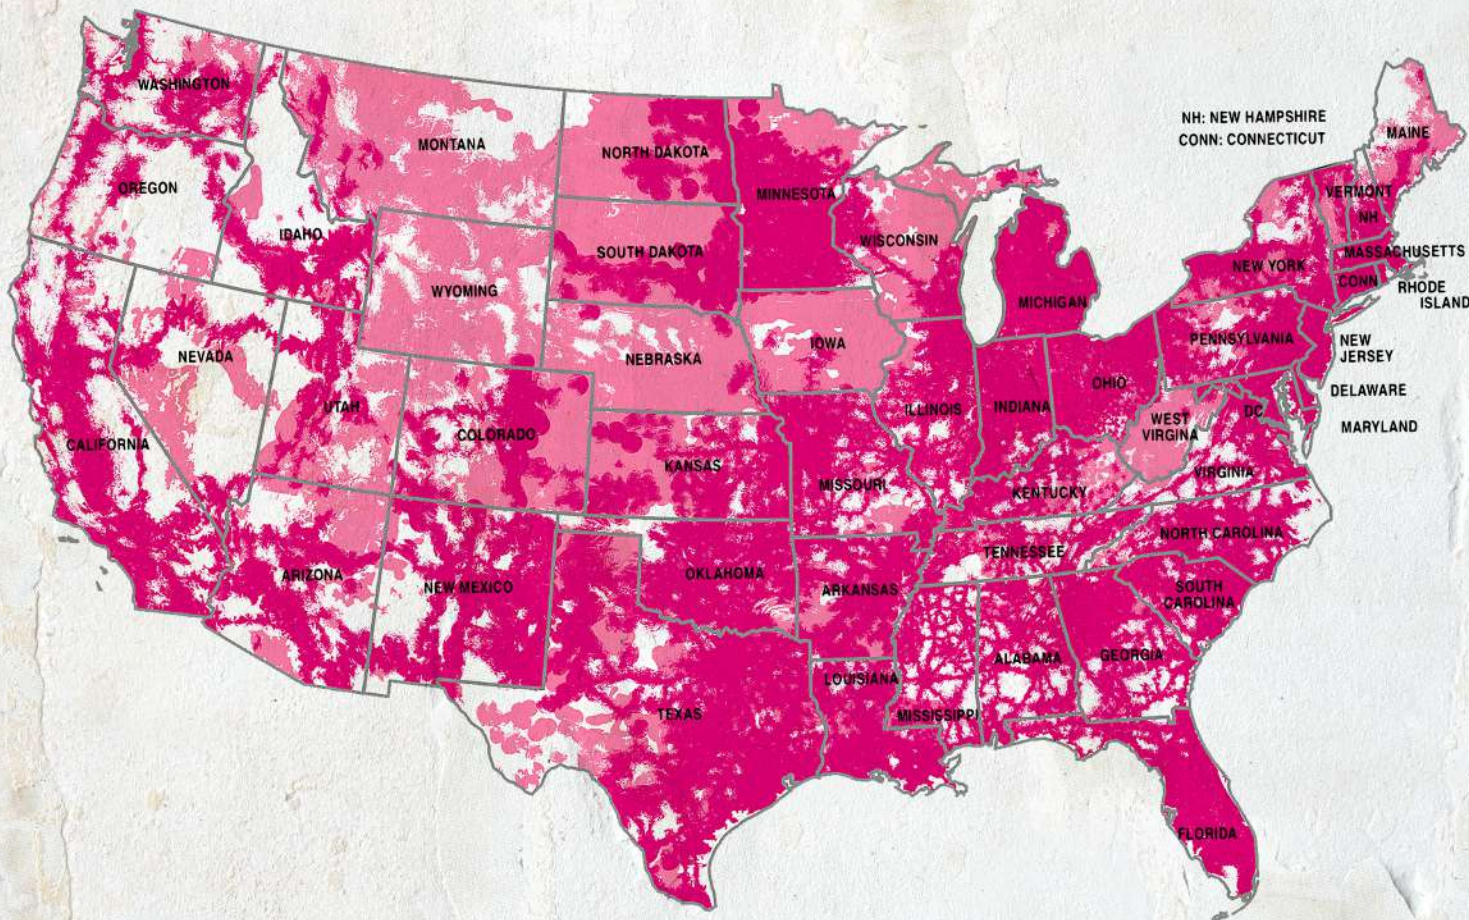 NH: NEW HAMPSHIRE
CONN: CONNECTICUT
WASHINGTON
MONTANA
NORTH DAKOTA
MINNESOTA
MAINE
OREGON
IDAHO
SOUTH DAKOTA
WISCONSIN
VERMONT
NH
MASSACHUSETTS
WYOMING
MICHIGAN
NEW YORK
CONN
RHODE
ISLAND
NEVADA
NEBRASKA
IOWA
PENNSYLVANIA
NEW
JERSEY
UTAH
COLORADO
ILLINOIS
INDIANA
OHIO
DELAWARE
CALIFORNIA
KANSAS
MISSOURI
WEST
VIRGINA
DC
MARYLAND
KENTUCKY
VIRGINIA
ARIZONA
NEW MEXICO
OKLAHOMA
ARKANSAS
TENNESSEE
NORTH CAROLINA
SOUTH
CAROLINA
TEXAS
LOUISIANA
MISSISSIPPI
ALABAMA
GEORGIA
FLORIDA